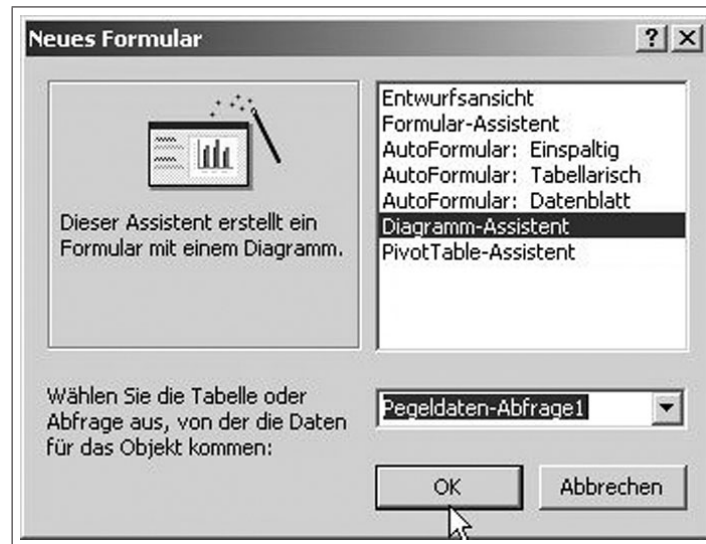 Neues Formular
Dieser Assistent erstellt ein
Formular mit einem Diagramm.
Entwurfsansicht
Formular-Assistent
AutoFormular: Einspaltig
AutoFormular: Tabellarisch
AutoFormular: Datenblatt
Diagramm-Assistent
PivotTable-Assistent
Wählen Sie die Tabelle oder
Abfrage aus, von der die Daten
für das Objekt kommen:
Pegeldaten-Abfrage1
OK
Abbrechen